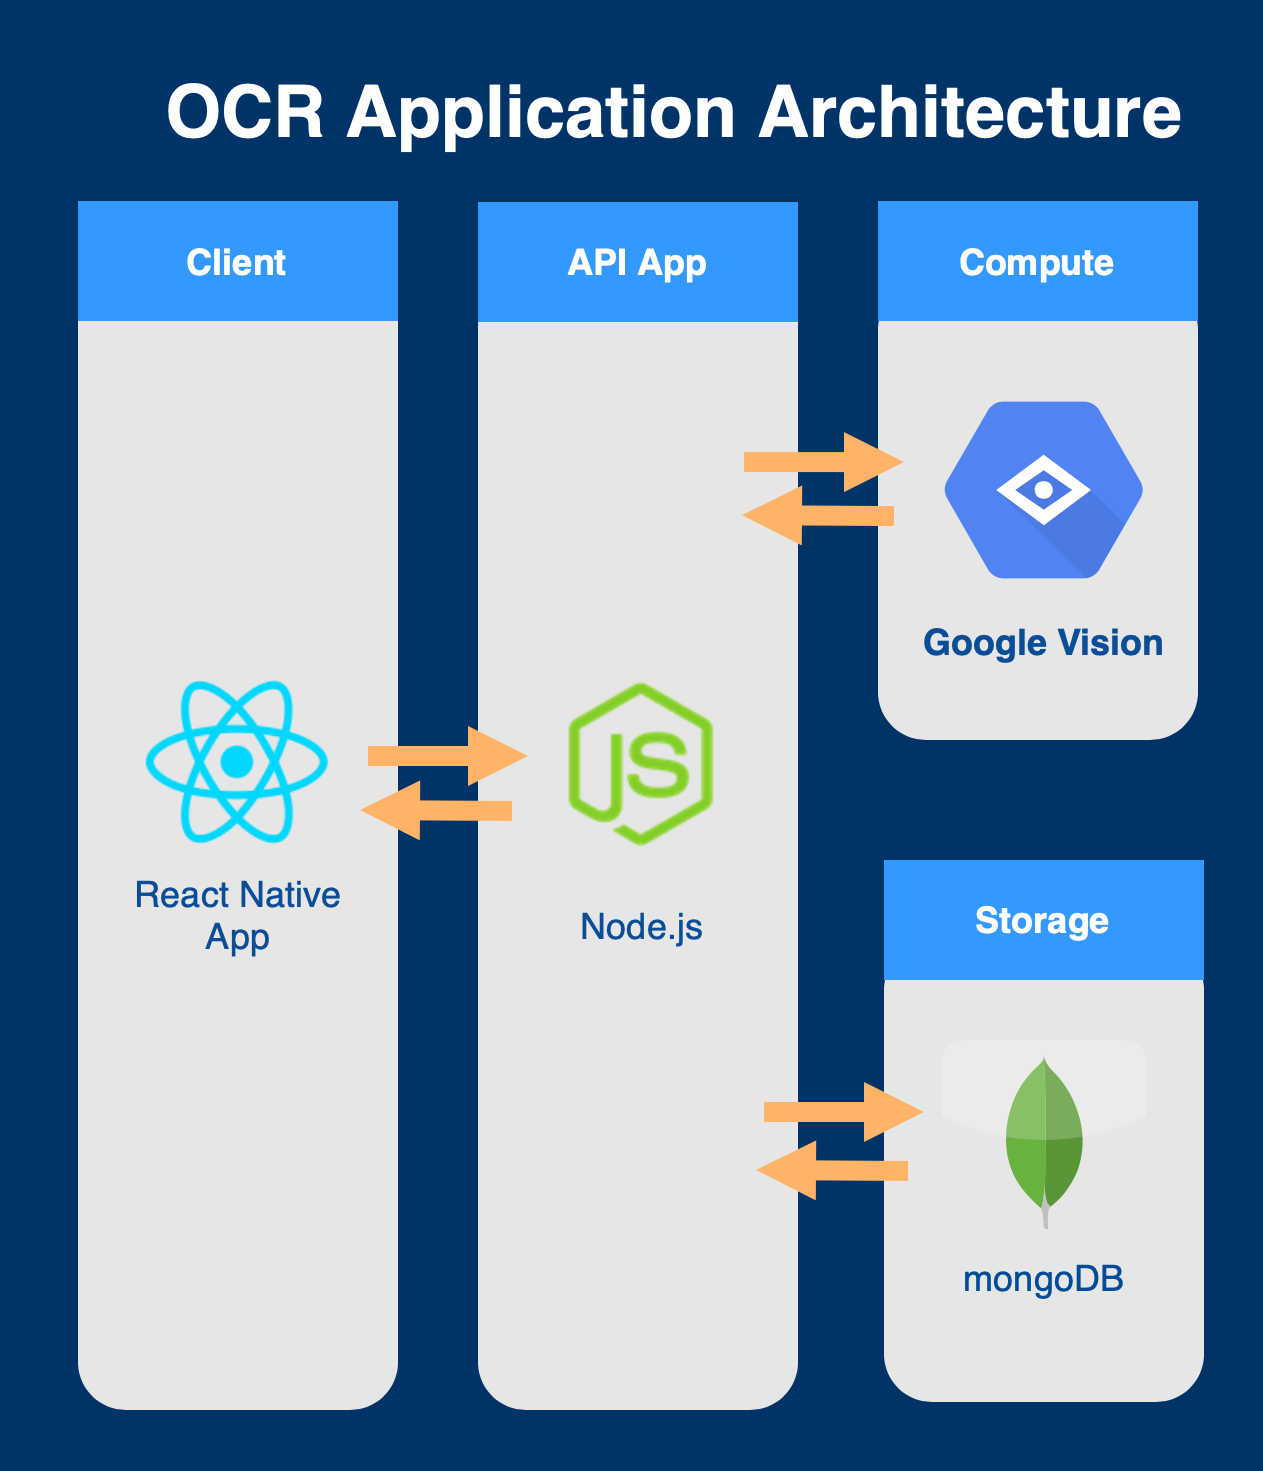 OCR Application Architecture
Client
API App
Compute
Google Vision
React Native
App
JS
Node.js
Storage
mongoDB